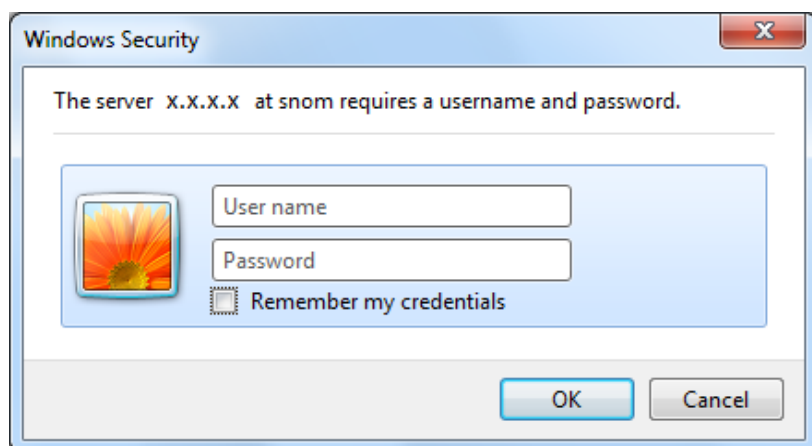 Windows Security
The server x.x.x.x at snom requires a username and password.
User name
Password
Remember my credentials
OK
Cancel